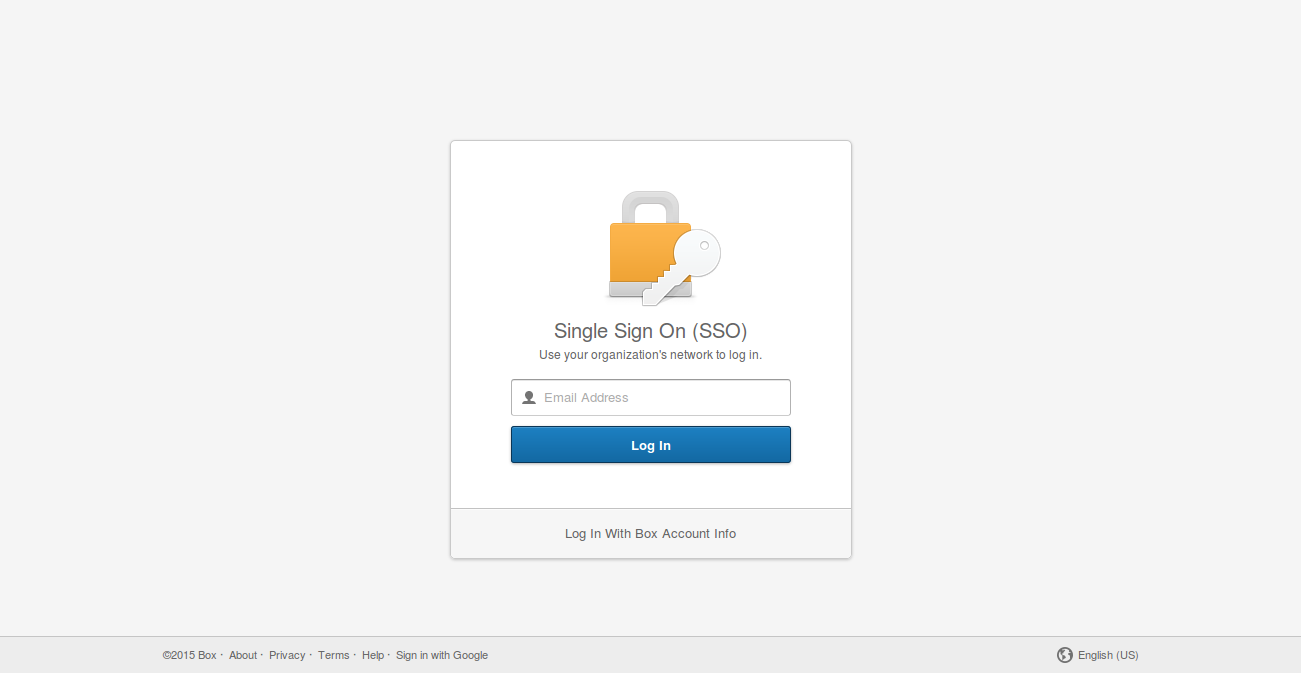 Single Sign On (SSO)
Use your organization's network to log in.
Email Address
Log In
Log In With Box Account Info
©2015 Box · About · Privacy · Terms · Help · Sign in with Google
English (US)